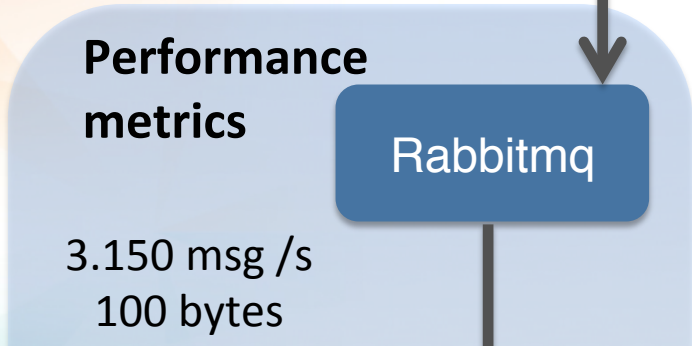 Performance
metrics
Rabbitmq
3.150 msg /s
100 bytes